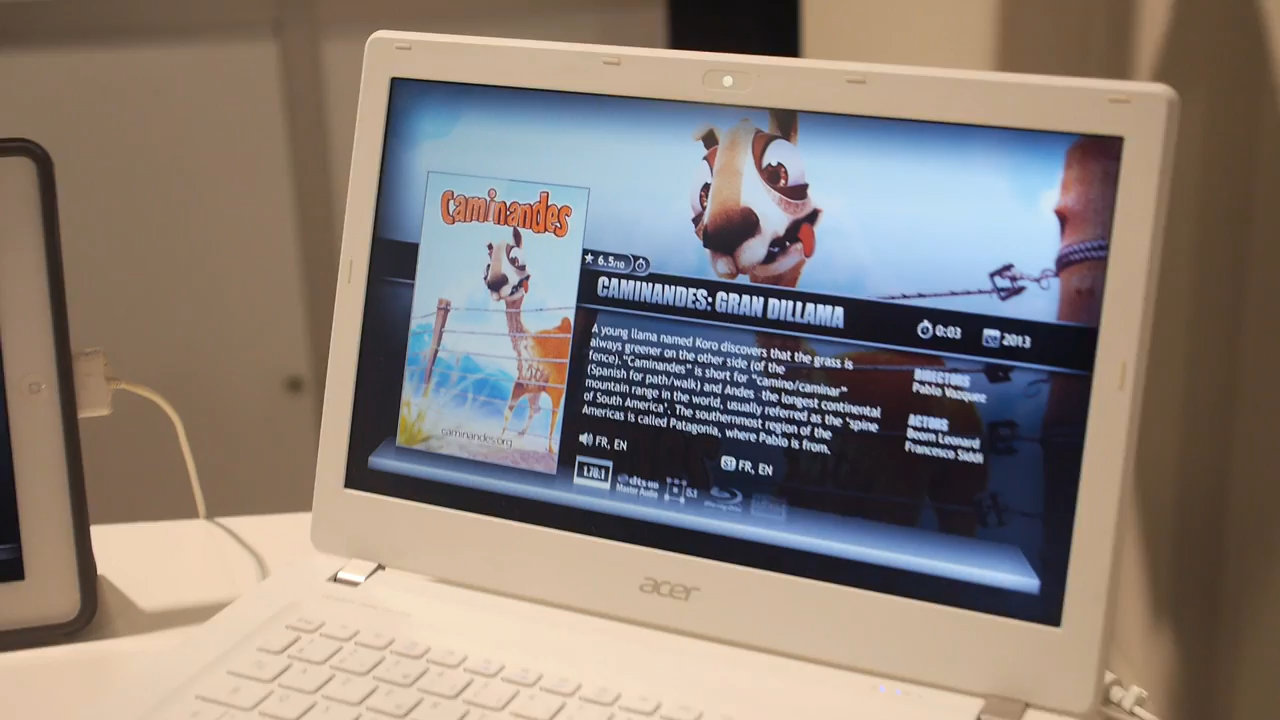 Caminandes
caminandes.org
6.5/10
CAMINANDES: GRAN DILLAMA
0:03
2013
A young llama named Koro discovers that the grass is
always greener on the other side (of the
fence). "Caminandes" is short for "camino/caminar"
(Spanish for path/walk) and Andes -the longest continental
mountain range in the world, usually referred as the 'spine
of South America'. The southernmost region of the
Americas is called Patagonia, where Pablo is from.
DIRECTORS
Pablo Vazquez
ACTORS
Beorn Leonard
Francesco Siddi
FR, EN
ST FR, EN
1.78:1
dts-HD
Master Audio
5.1
acer